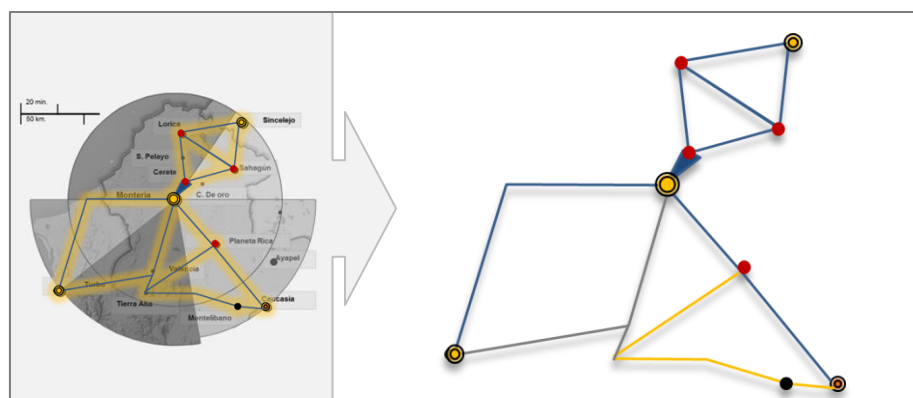 20 min.
50 km.
Lorica
Sincelejo
S. Pelayo
Cereté
Sahagún
Montería
C. De oro
Planeta Rica
Ayapel
Valencia
Turbo
Tierra Alta
Caucasia
Montelibano